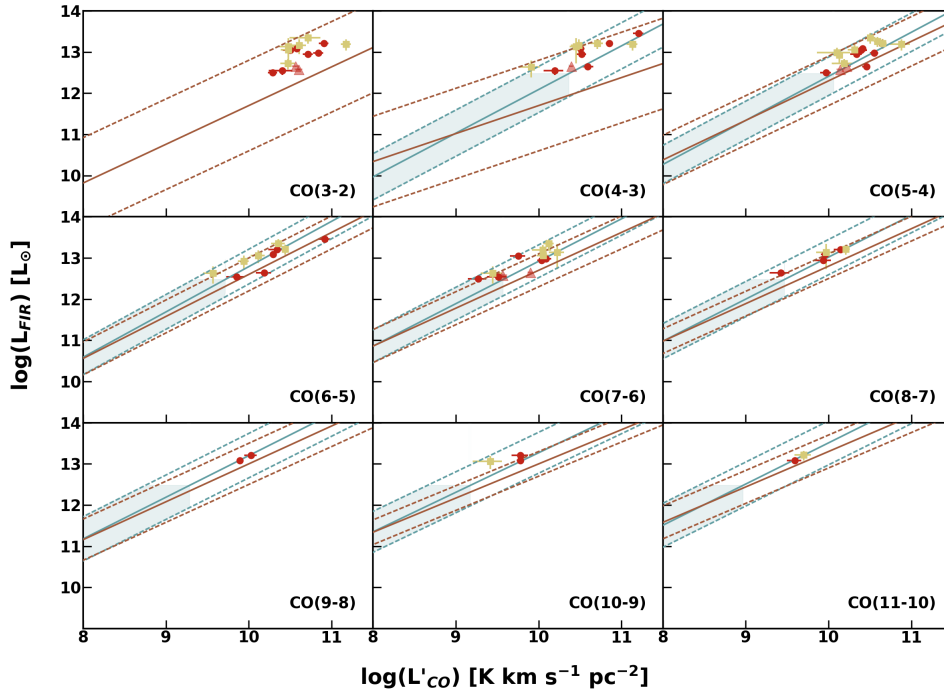 14
13
12
11
10
CO(3-2)
CO(4-3)
CO(5-4)
14
13
12
11
10
CO(6-5)
CO(7-6)
CO(8-7)
14
13
12
11
10
CO(9-8)
CO(10-9)
CO(11-10)
8 9 10 11 8 9 10 11 8 9 10 11
log(L_FIR) [L_⊙]
log(L'_CO) [K km s⁻¹ pc⁻²]